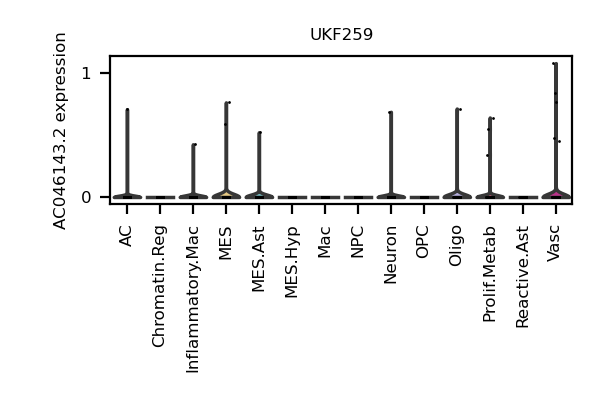 UKF259
AC046143.2 expression
1
0
AC
Chromatin.Reg
Inflammatory.Mac
MES
MES.Ast
MES.Hyp
Mac
NPC
Neuron
OPC
Oligo
Prolif.Metab
Reactive.Ast
Vasc